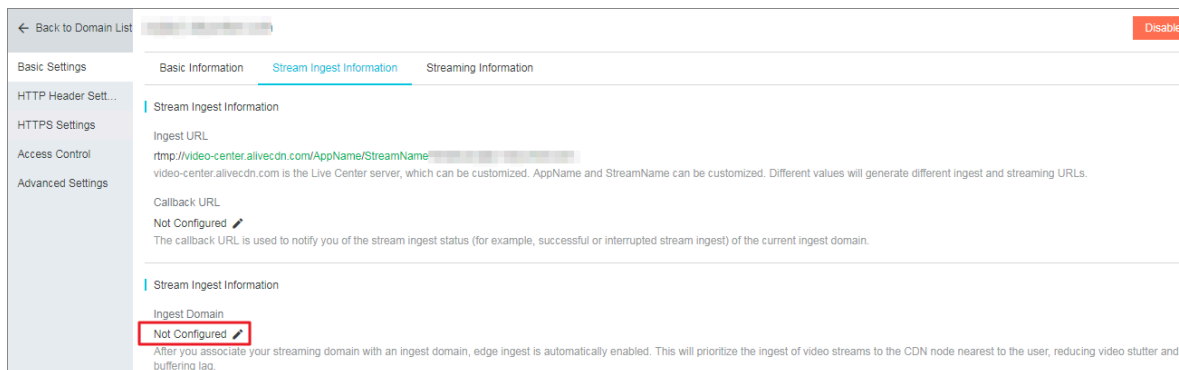 ← Back to Domain List
Disable
Basic Settings
HTTP Header Sett...
HTTPS Settings
Access Control
Advanced Settings
Basic Information
Stream Ingest Information
Streaming Information
Stream Ingest Information
Ingest URL
rtmp://video-center.alivecdn.com/AppName/StreamName
video-center.alivecdn.com is the Live Center server, which can be customized. AppName and StreamName can be customized. Different values will generate different ingest and streaming URLs.
Callback URL
Not Configured
The callback URL is used to notify you of the stream ingest status (for example, successful or interrupted stream ingest) of the current ingest domain.
Stream Ingest Information
Ingest Domain
Not Configured
After you associate your streaming domain with an ingest domain, edge ingest is automatically enabled. This will prioritize the ingest of video streams to the CDN node nearest to the user, reducing video stutter and
buffering lag.